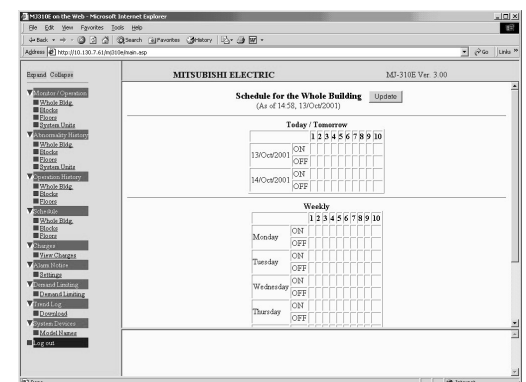 MJ310E on the Web - Microsoft Internet Explorer
File Edit View Favorites Tools Help
Back Search Favorites History
Address http://10.130.7.61/mj310e/main.asp Go Links »
Expand Collapse
MITSUBISHI ELECTRIC MJ-310E Ver. 3.00
Monitor / Operation
Whole Bldg.
Blocks
Floors
System Units
Abnormality History
Whole Bldg.
Blocks
Floors
System Units
Operation History
Whole Bldg.
Blocks
Floors
Schedule
Whole Bldg.
Blocks
Floors
Charges
View Charges
Alarm Notice
Settings
Demand Limiting
Demand Limiting
Trend Log
Download
System Devices
Model Names
Log out
Schedule for the Whole Building Update
(As of 14:58, 13/Oct/2001)
Today / Tomorrow
1 2 3 4 5 6 7 8 9 10
13/Oct/2001 ON
OFF
14/Oct/2001 ON
OFF
Weekly
1 2 3 4 5 6 7 8 9 10
Monday ON
OFF
Tuesday ON
OFF
Wednesday ON
OFF
Thursday ON
OFF